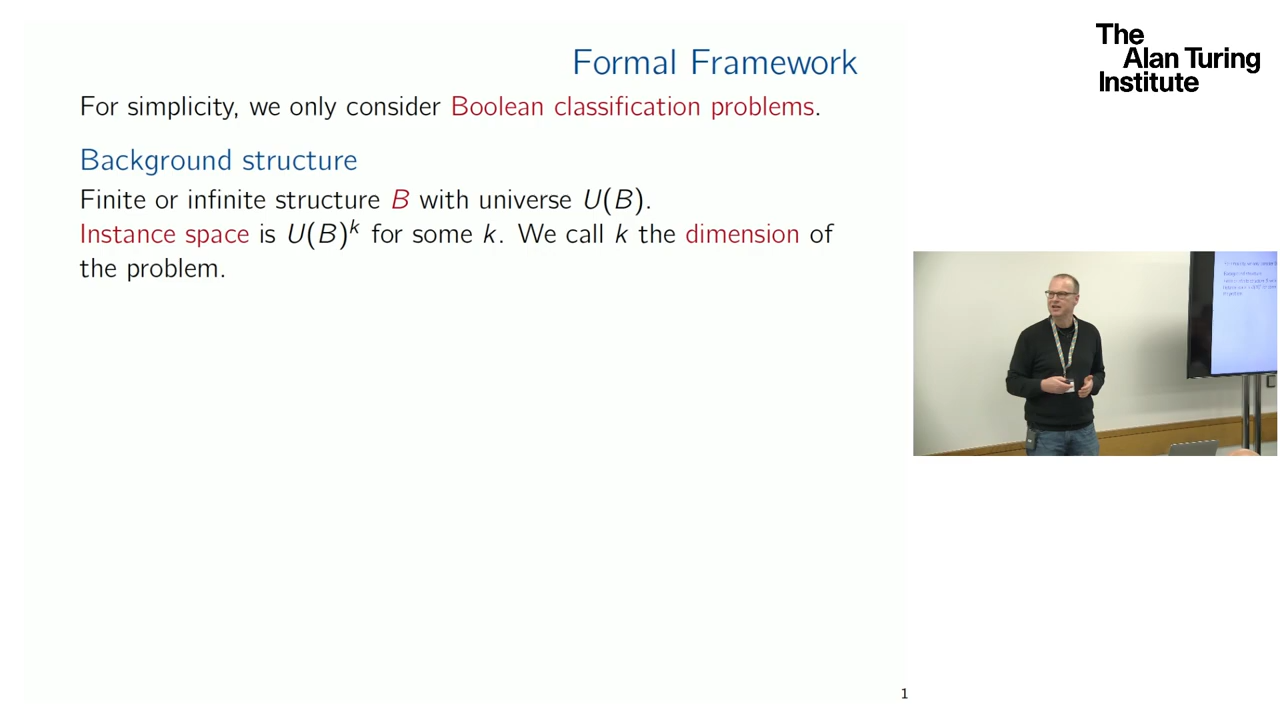 Formal Framework
For simplicity, we only consider Boolean classification problems.
Background structure
Finite or infinite structure B with universe U(B).
Instance space is U(B)^k for some k. We call k the dimension of
the problem.
1
The
Alan Turing
Institute